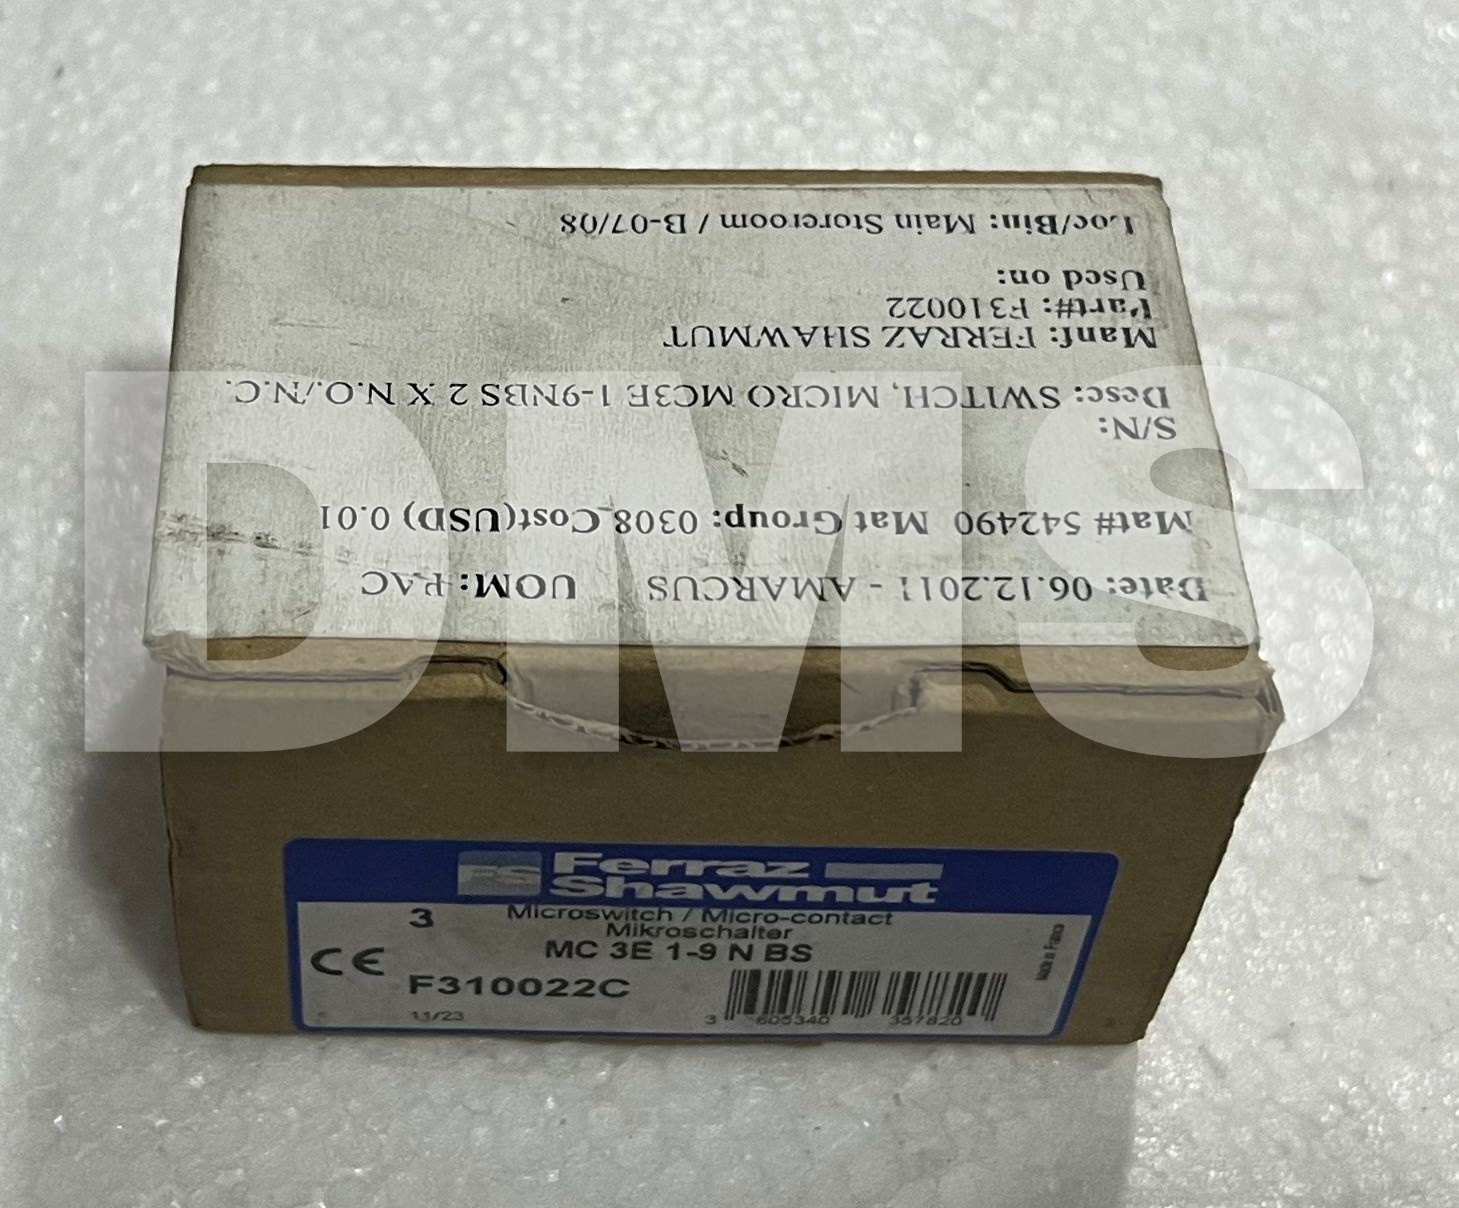 Date: 06.12.2011 - AMARCUS UOM: PAC
Mat# 542490 Mat Group: 0308 Cost(USD) 0.01
S/N:
Desc: SWITCH, MICRO MC3E 1-9NBS 2 X N.O./N.C.
Manf: FERRAZ SHAWMUT
Part#: F310022
Used on:
Loc/Bin: Main Storeroom / B-07/08
DMS
FS Ferraz
Shawmut
3 Microswitch / Micro-contact
Mikroschalter
MC 3E 1-9 N BS
CE
F310022C
11/23
3 605340 357820
Made in France